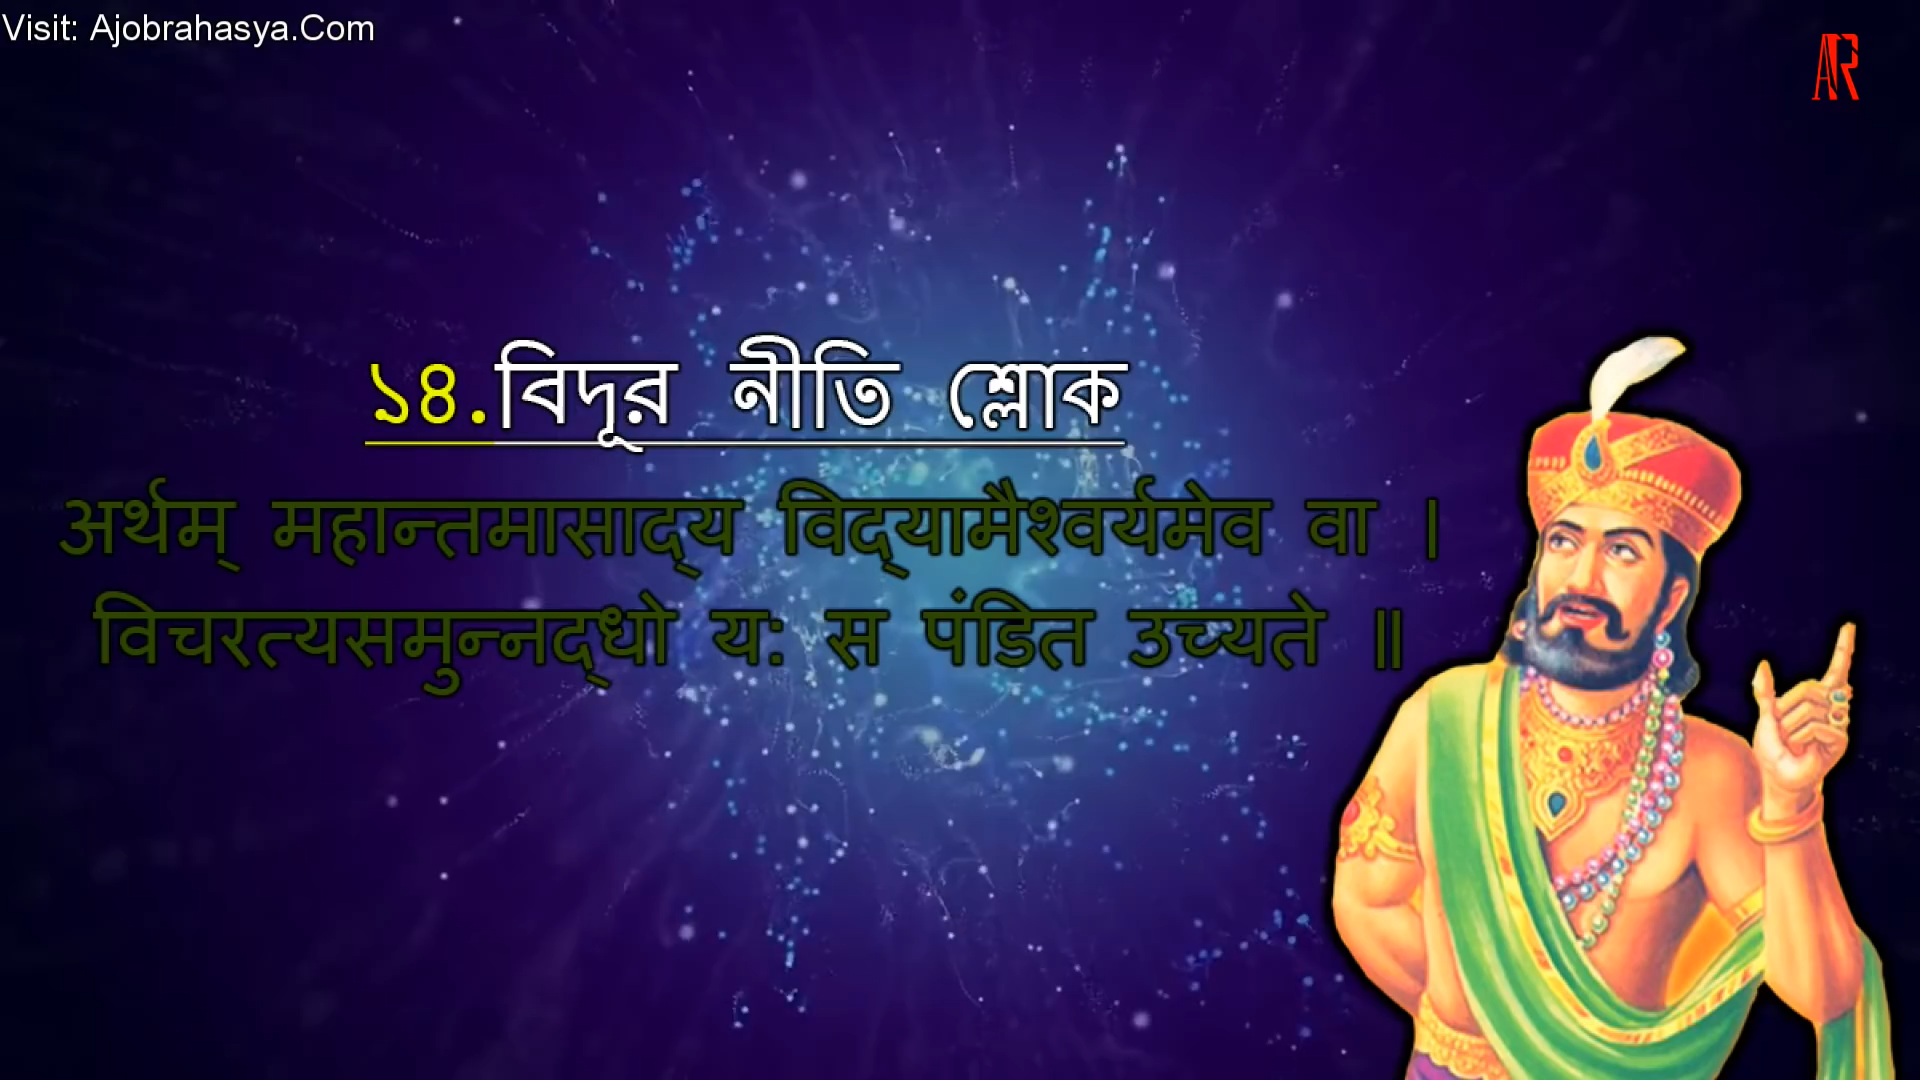 Visit: Ajobrahasya.Com
AR
১৪.বিদূর নীতি শ্লোক
अर्थम् महान्तमासाद्य विद्यामैश्वर्यमेव वा ।
विचरत्यसमुन्नद्धो य: स पंडित उच्यते ॥